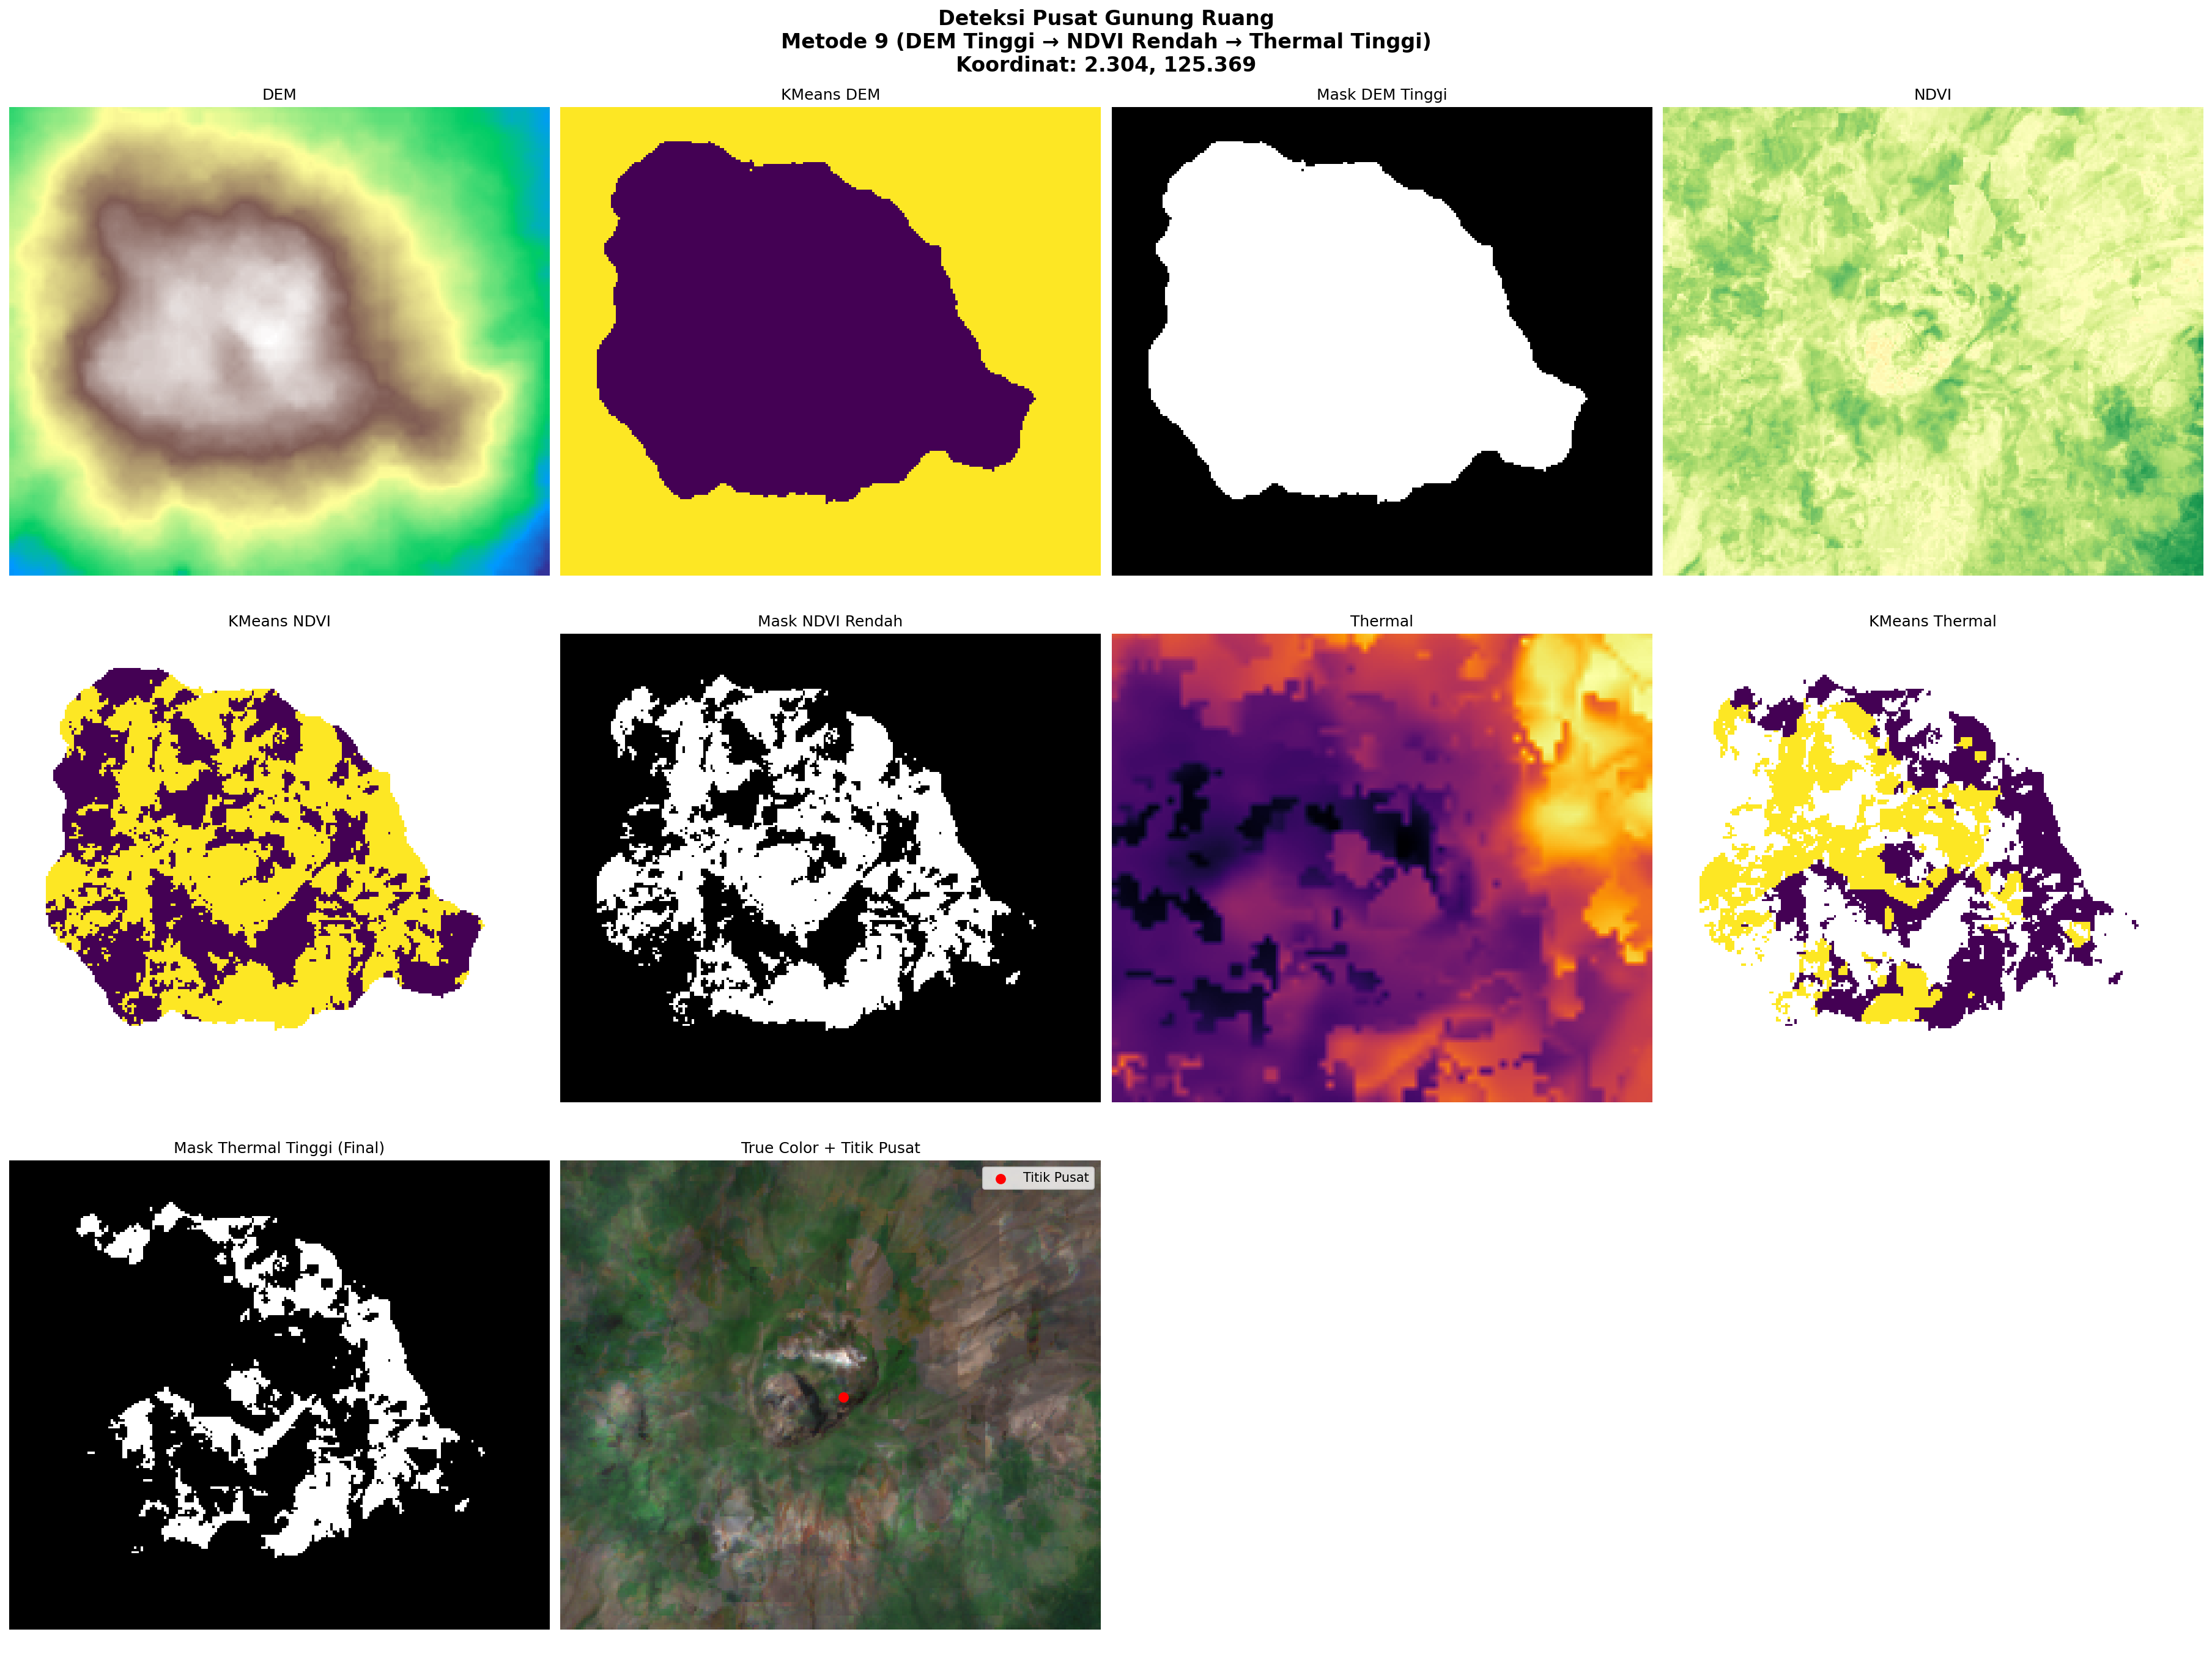 Deteksi Pusat Gunung Ruang
Metode 9 (DEM Tinggi → NDVI Rendah → Thermal Tinggi)
Koordinat: 2.304, 125.369
DEM
KMeans DEM
Mask DEM Tinggi
NDVI
KMeans NDVI
Mask NDVI Rendah
Thermal
KMeans Thermal
Mask Thermal Tinggi (Final)
True Color + Titik Pusat
Titik Pusat